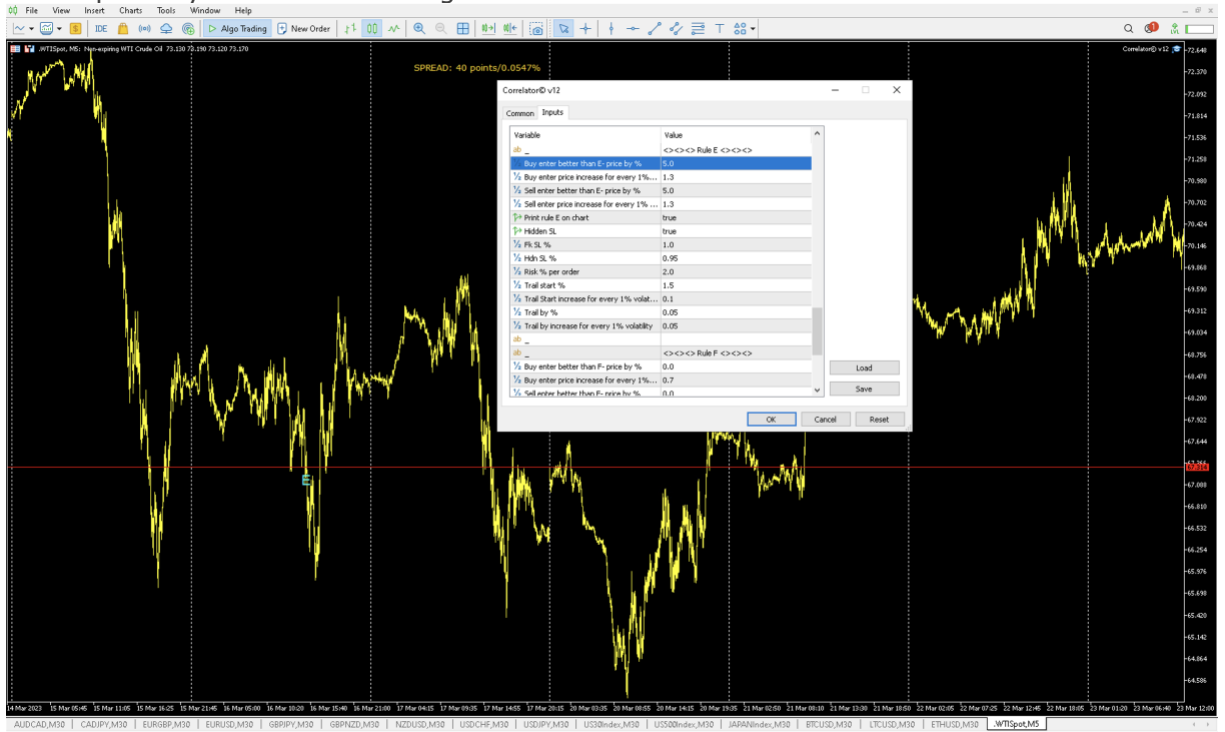 File View Insert Charts Tools Window Help
IDE Algo Trading New Order
.WTISpot, M5: Non-expiring WTI Crude Oil 73.130 73.190 73.120 73.170
Correlator© v12
SPREAD: 40 points/0.0547%
Correlator© v12
Common Inputs
Variable Value
_ <><><> Rule E <><><>
Buy enter better than E- price by % 5.0
Buy enter price increase for every 1%... 1.3
Sell enter better than E- price by % 5.0
Sell enter price increase for every 1% ... 1.3
Print rule E on chart true
Hidden SL true
Fk SL % 1.0
Hdn SL % 0.95
Risk % per order 2.0
Trail start % 1.5
Trail Start increase for every 1% volat... 0.1
Trail by % 0.05
Trail by increase for every 1% volatility 0.05
_
_ <><><> Rule F <><><>
Buy enter better than F- price by % 0.0
Buy enter price increase for every 1%... 0.7
Sell enter better than F- price by % 0.0
Load
Save
OK Cancel Reset
E
72.648
72.370
72.092
71.814
71.536
71.258
70.980
70.702
70.424
70.146
69.868
69.590
69.312
69.034
68.756
68.478
68.200
67.922
67.644
67.088
66.810
66.532
66.254
65.976
65.698
65.420
65.142
64.864
64.586
14 Mar 2023 15 Mar 05:45 15 Mar 11:05 15 Mar 16:25 15 Mar 21:45 16 Mar 05:00 16 Mar 10:20 16 Mar 15:40 16 Mar 21:00 17 Mar 04:15 17 Mar 09:35 17 Mar 14:55 17 Mar 20:15 20 Mar 03:35 20 Mar 08:55 20 Mar 14:15 20 Mar 19:35 21 Mar 02:50 21 Mar 08:10 21 Mar 13:30 21 Mar 18:50 22 Mar 02:05 22 Mar 07:25 22 Mar 12:45 22 Mar 18:05 23 Mar 01:20 23 Mar 06:40 23 Mar 12:00
AUDCAD,M30 CADJPY,M30 EURGBP,M30 EURUSD,M30 GBPJPY,M30 GBPNZD,M30 NZDUSD,M30 USDCHF,M30 USDJPY,M30 US30Index,M30 US500Index,M30 JAPANIndex,M30 BTCUSD,M30 LTCUSD,M30 ETHUSD,M30 .WTISpot,M5